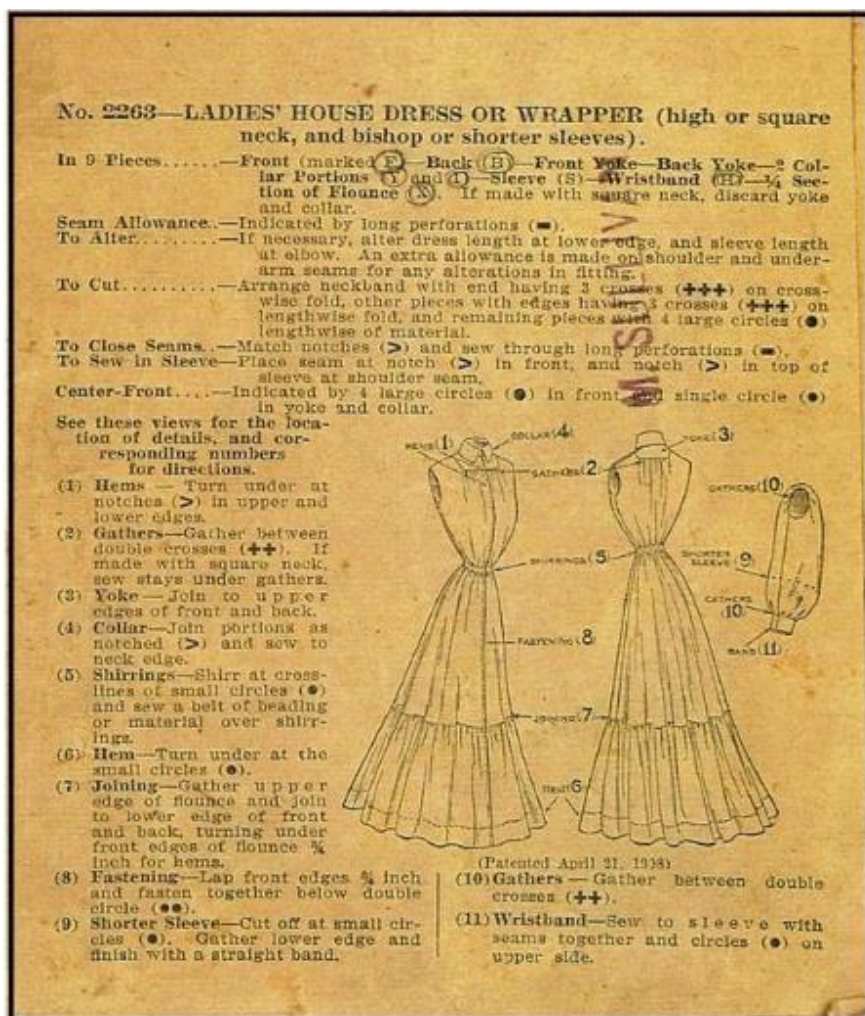 No. 2263—LADIES' HOUSE DRESS OR WRAPPER (high or square
neck, and bishop or shorter sleeves).
In 9 Pieces......—Front (marked F)—Back (B)—Front Yoke—Back Yoke—2 Col-
lar Portions (Y) and (I)—Sleeve (S)—Wristband (H)—¼ Sec-
tion of Flounce (X). If made with square neck, discard yoke
and collar.
Seam Allowance..—Indicated by long perforations (▬).
To Alter.........—If necessary, alter dress length at lower edge, and sleeve length
at elbow. An extra allowance is made on shoulder and under-
arm seams for any alterations in fitting.
To Cut..........—Arrange neckband with end having 3 crosses (✚✚✚) on cross-
wise fold, other pieces with edges having 3 crosses (✚✚✚) on
lengthwise fold, and remaining pieces with 4 large circles (●)
lengthwise of material.
To Close Seams..—Match notches (>) and sew through long perforations (▬).
To Sew in Sleeve—Place seam at notch (>) in front, and notch (>) in top of
sleeve at shoulder seam.
Center-Front....—Indicated by 4 large circles (●) in front and single circle (●)
in yoke and collar.
See these views for the loca-
tion of details, and cor-
responding numbers
for directions.
(1) Hems — Turn under at
notches (>) in upper and
lower edges.
(2) Gathers—Gather between
double crosses (✚✚). If
made with square neck,
sew stays under gathers.
(3) Yoke — Join to upper
edges of front and back.
(4) Collar—Join portions as
notched (>) and sew to
neck edge.
(5) Shirrings—Shirr at cross-
lines of small circles (●)
and sew a belt of beading
or material over shirr-
ings.
(6) Hem—Turn under at the
small circles (●).
(7) Joining—Gather upper
edge of flounce and join
to lower edge of front
and back, turning under
front edges of flounce ¾
inch for hems.
(8) Fastening—Lap front edges ¾ inch
and fasten together below double
circle (●●).
(9) Shorter Sleeve—Cut off at small cir-
cles (●). Gather lower edge and
finish with a straight band.
HEMS (1)
COLLAR (4)
YOKE (3)
GATHERS (2)
GATHERS (10)
SHIRRINGS (5)
SHORTER
SLEEVE (9)
GATHERS
(10)
FASTENING (8)
BAND (11)
JOINING (7)
HEM (6)
(Patented April 21, 1908)
(10) Gathers — Gather between double
crosses (✚✚).
(11) Wristband—Sew to sleeve with
seams together and circles (●) on
upper side.